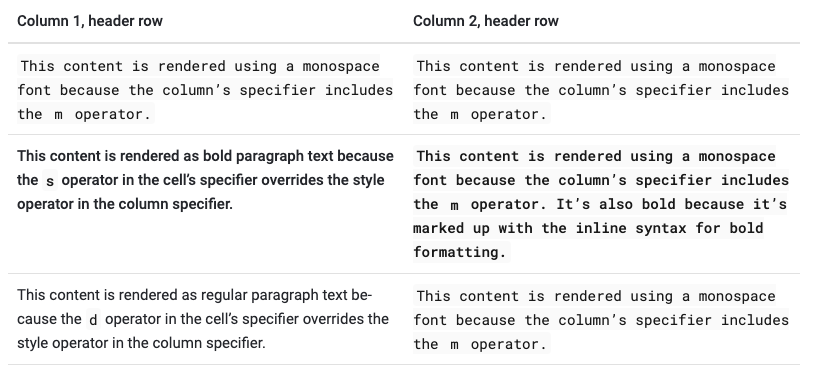 Column 1, header row
Column 2, header row
This content is rendered using a monospace
font because the column’s specifier includes
the m operator.
This content is rendered using a monospace
font because the column’s specifier includes
the m operator.
This content is rendered as bold paragraph text because
the s operator in the cell’s specifier overrides the style
operator in the column specifier.
This content is rendered using a monospace
font because the column’s specifier includes
the m operator. It’s also bold because it’s
marked up with the inline syntax for bold
formatting.
This content is rendered as regular paragraph text be-
cause the d operator in the cell’s specifier overrides the
style operator in the column specifier.
This content is rendered using a monospace
font because the column’s specifier includes
the m operator.